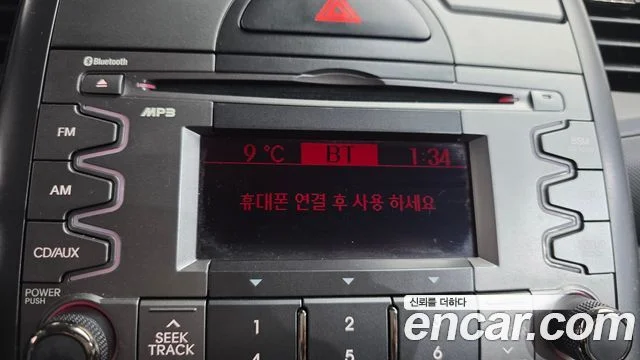 Bluetooth
MP3
FM
AM
CD/AUX
9 °C BT 1:34
휴대폰 연결 후 사용 하세요
POWER
PUSH
SEEK
TRACK
1 2
4 5 6
신뢰를 더하다
encar.com